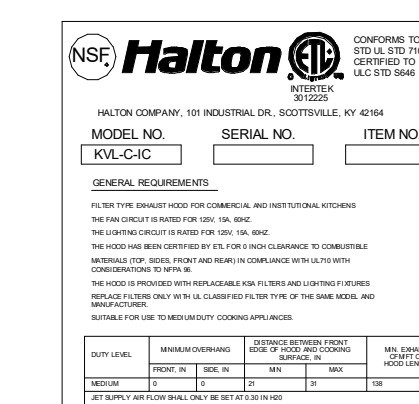 NSF
Halton
ETL
CONFORMS TO
STD UL STD 710
CERTIFIED TO
ULC STD S646
INTERTEK
3012225
HALTON COMPANY, 101 INDUSTRIAL DR., SCOTTSVILLE, KY 42164
MODEL NO. SERIAL NO. ITEM NO.
KVL-C-IC
GENERAL REQUIREMENTS
FILTER TYPE EXHAUST HOOD FOR COMMERCIAL AND INSTITUTIONAL KITCHENS
THE FAN CIRCUIT IS RATED FOR 125V, 15A, 60HZ.
THE LIGHTING CIRCUIT IS RATED FOR 125V, 15A, 60HZ.
THE HOOD HAS BEEN CERTIFIED BY ETL FOR 0 INCH CLEARANCE TO COMBUSTIBLE
MATERIALS (TOP, SIDES, FRONT AND REAR) IN COMPLIANCE WITH UL710 WITH
CONSIDERATIONS TO NFPA 96.
THE HOOD IS PROVIDED WITH REPLACEABLE KSA FILTERS AND LIGHTING FIXTURES
REPLACE FILTERS ONLY WITH UL CLASSIFIED FILTER TYPE OF THE SAME MODEL AND
MANUFACTURER.
SUITABLE FOR USE TO MEDIUM DUTY COOKING APPLIANCES.
DUTY LEVEL MINIMUM OVERHANG DISTANCE BETWEEN FRONT
EDGE OF HOOD AND COOKING
SURFACE, IN
MIN. EXHA
CFM/FT O
HOOD LEN
FRONT, IN SIDE, IN MIN MAX
MEDIUM 0 0 21 31 138
JET SUPPLY AIR FLOW SHALL ONLY BE SET AT 0.30 IN H20